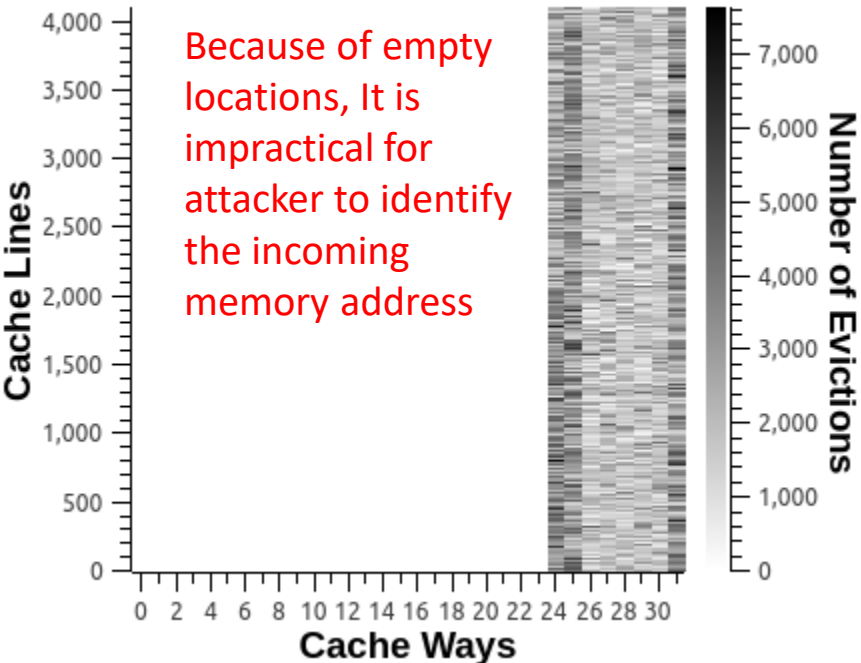 Because of empty
locations, It is
impractical for
attacker to identify
the incoming
memory address
Cache Lines
4,000
3,500
3,000
2,500
2,000
1,500
1,000
500
0
0 2 4 6 8 10 12 14 16 18 20 22 24 26 28 30
Cache Ways
7,000
6,000
5,000
4,000
3,000
2,000
1,000
0
Number of Evictions